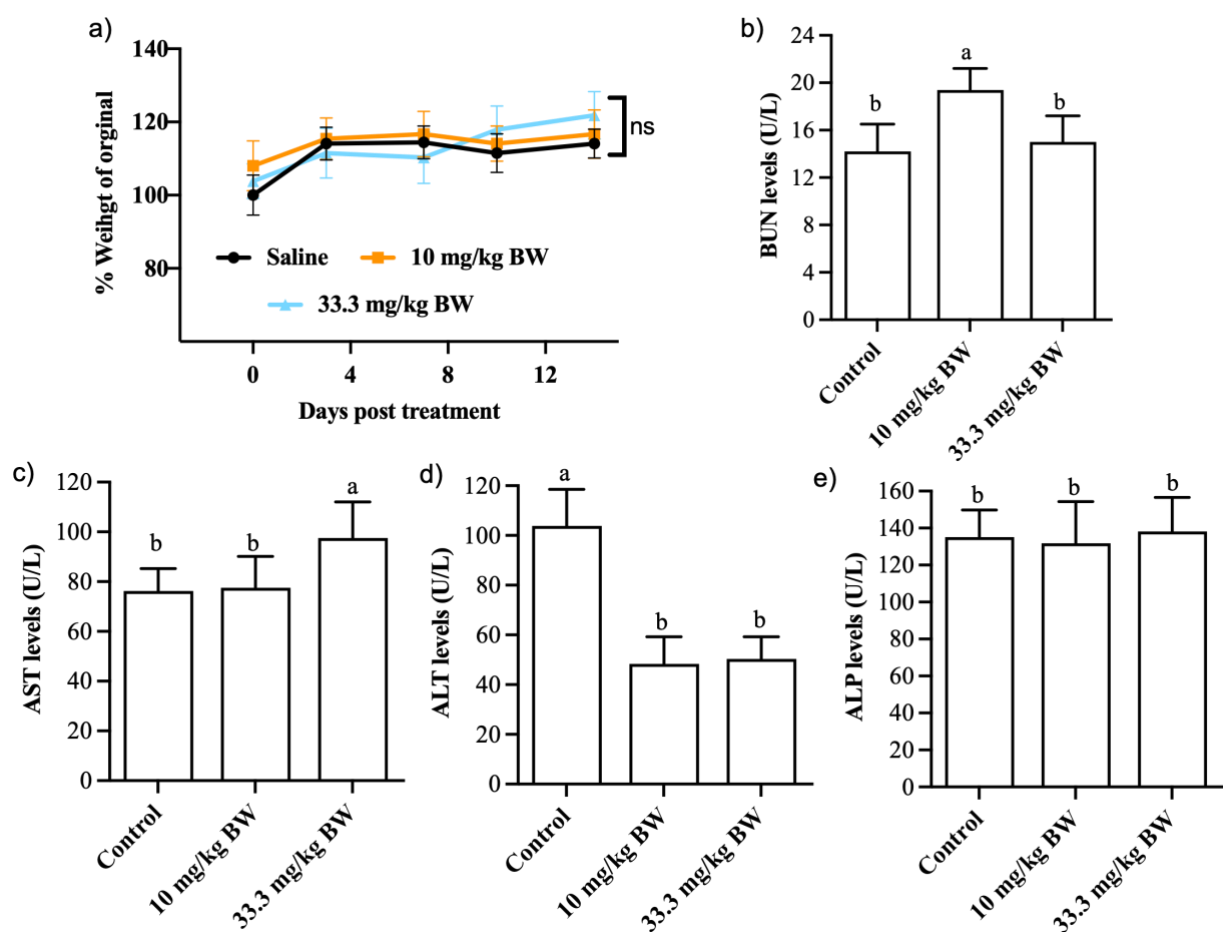 a)
% Weihgt of orginal
140
120
100
80
ns
Saline
10 mg/kg BW
33.3 mg/kg BW
0 4 8 12
Days post treatment
b)
BUN levels (U/L)
24
20
16
12
8
4
0
b a b
Control 10 mg/kg BW 33.3 mg/kg BW
c)
AST levels (U/L)
120
100
80
60
40
20
0
b b a
Control 10 mg/kg BW 33.3 mg/kg BW
d)
ALT levels (U/L)
120
100
80
60
40
20
0
a b b
Control 10 mg/kg BW 33.3 mg/kg BW
e)
ALP levels (U/L)
160
140
120
100
80
60
40
20
0
b b b
Control 10 mg/kg BW 33.3 mg/kg BW